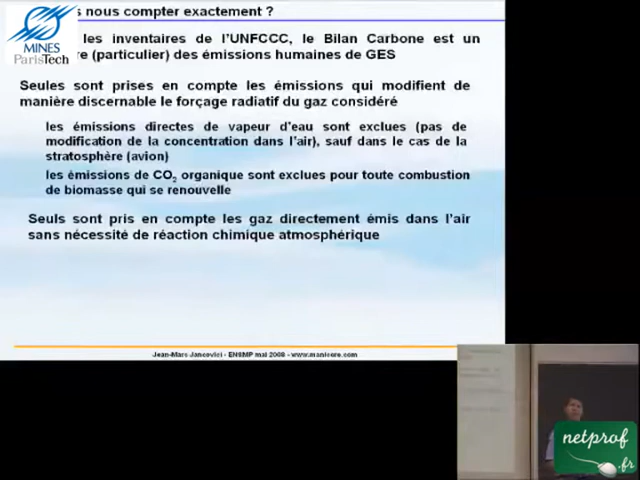 s nous compter exactement ?
les inventaires de l'UNFCCC, le Bilan Carbone est un
re (particulier) des émissions humaines de GES
MINES
ParisTech
Seules sont prises en compte les émissions qui modifient de
manière discernable le forçage radiatif du gaz considéré
les émissions directes de vapeur d'eau sont exclues (pas de
modification de la concentration dans l'air), sauf dans le cas de la
stratosphère (avion)
les émissions de CO2 organique sont exclues pour toute combustion
de biomasse qui se renouvelle
Seuls sont pris en compte les gaz directement émis dans l'air
sans nécessité de réaction chimique atmosphérique
Jean-Marc Jancovici - ENSMP mai 2008 - www.manicore.com
netprof
.fr